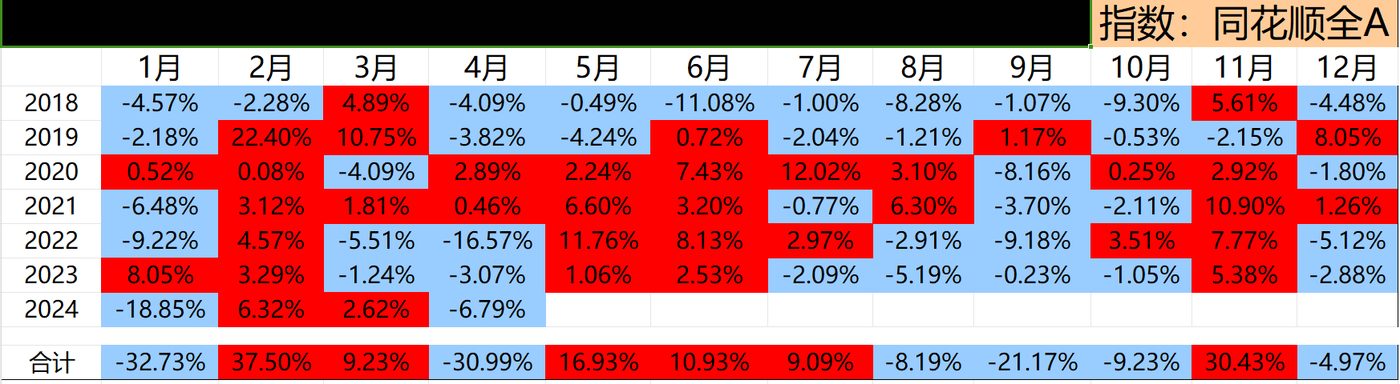 指数：同花顺全A
1月 2月 3月 4月 5月 6月 7月 8月 9月 10月 11月 12月
2018 -4.57% -2.28% 4.89% -4.09% -0.49% -11.08% -1.00% -8.28% -1.07% -9.30% 5.61% -4.48%
2019 -2.18% 22.40% 10.75% -3.82% -4.24% 0.72% -2.04% -1.21% 1.17% -0.53% -2.15% 8.05%
2020 0.52% 0.08% -4.09% 2.89% 2.24% 7.43% 12.02% 3.10% -8.16% 0.25% 2.92% -1.80%
2021 -6.48% 3.12% 1.81% 0.46% 6.60% 3.20% -0.77% 6.30% -3.70% -2.11% 10.90% 1.26%
2022 -9.22% 4.57% -5.51% -16.57% 11.76% 8.13% 2.97% -2.91% -9.18% 3.51% 7.77% -5.12%
2023 8.05% 3.29% -1.24% -3.07% 1.06% 2.53% -2.09% -5.19% -0.23% -1.05% 5.38% -2.88%
2024 -18.85% 6.32% 2.62% -6.79%
合计 -32.73% 37.50% 9.23% -30.99% 16.93% 10.93% 9.09% -8.19% -21.17% -9.23% 30.43% -4.97%